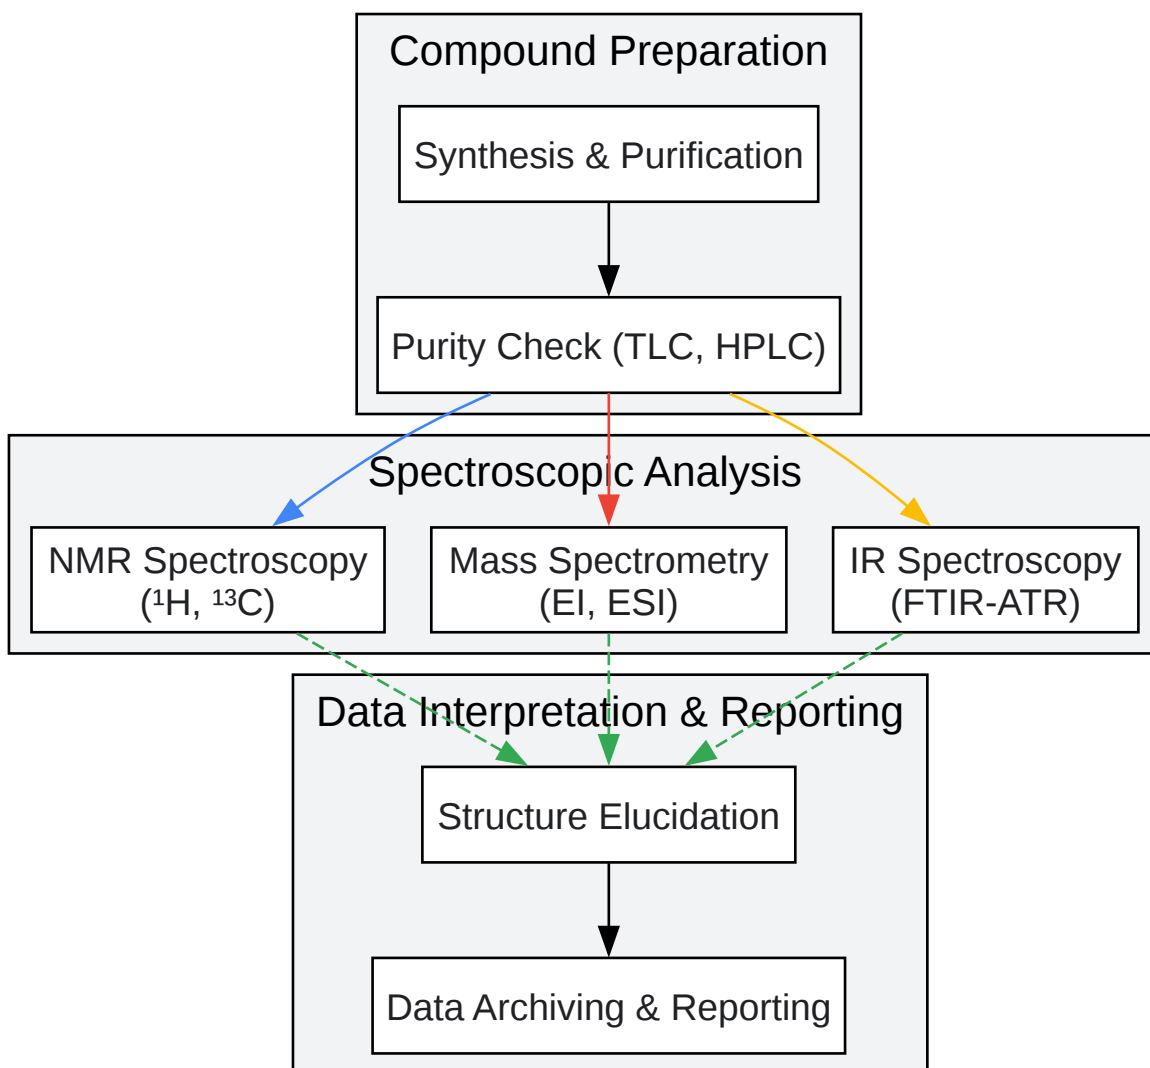 Compound Preparation
Synthesis & Purification
Purity Check (TLC, HPLC)
Spectroscopic Analysis
NMR Spectroscopy
(¹H, ¹³C)
Mass Spectrometry
(EI, ESI)
IR Spectroscopy
(FTIR-ATR)
Data Interpretation & Reporting
Structure Elucidation
Data Archiving & Reporting